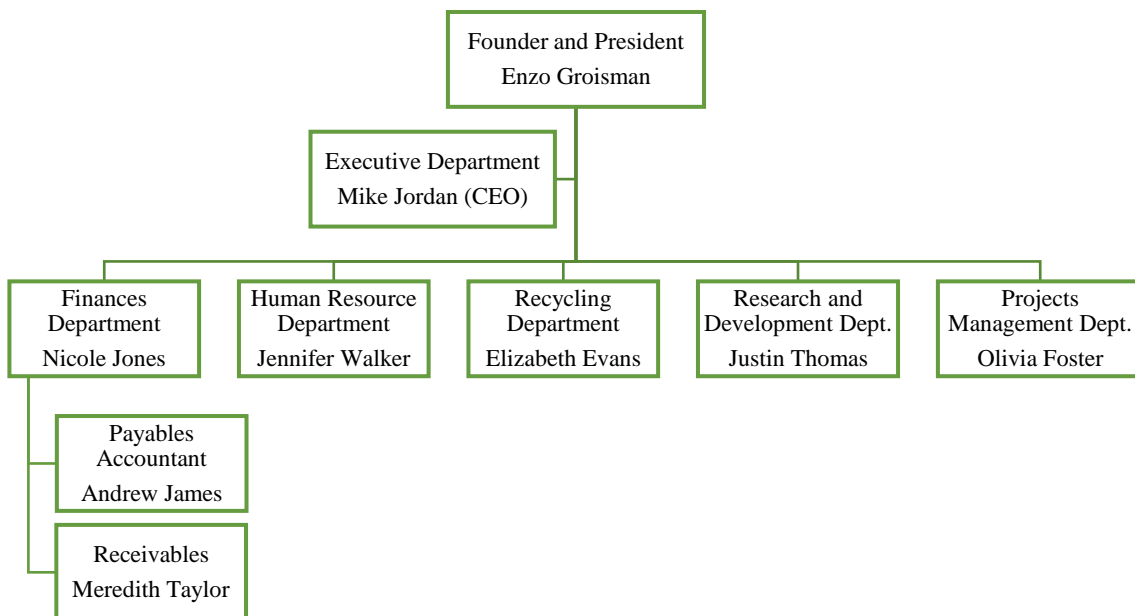 Founder and President
Enzo Groisman
Executive Department
Mike Jordan (CEO)
Finances
Department
Nicole Jones
Human Resource
Department
Jennifer Walker
Recycling
Department
Elizabeth Evans
Research and
Development Dept.
Justin Thomas
Projects
Management Dept.
Olivia Foster
Payables
Accountant
Andrew James
Receivables
Meredith Taylor